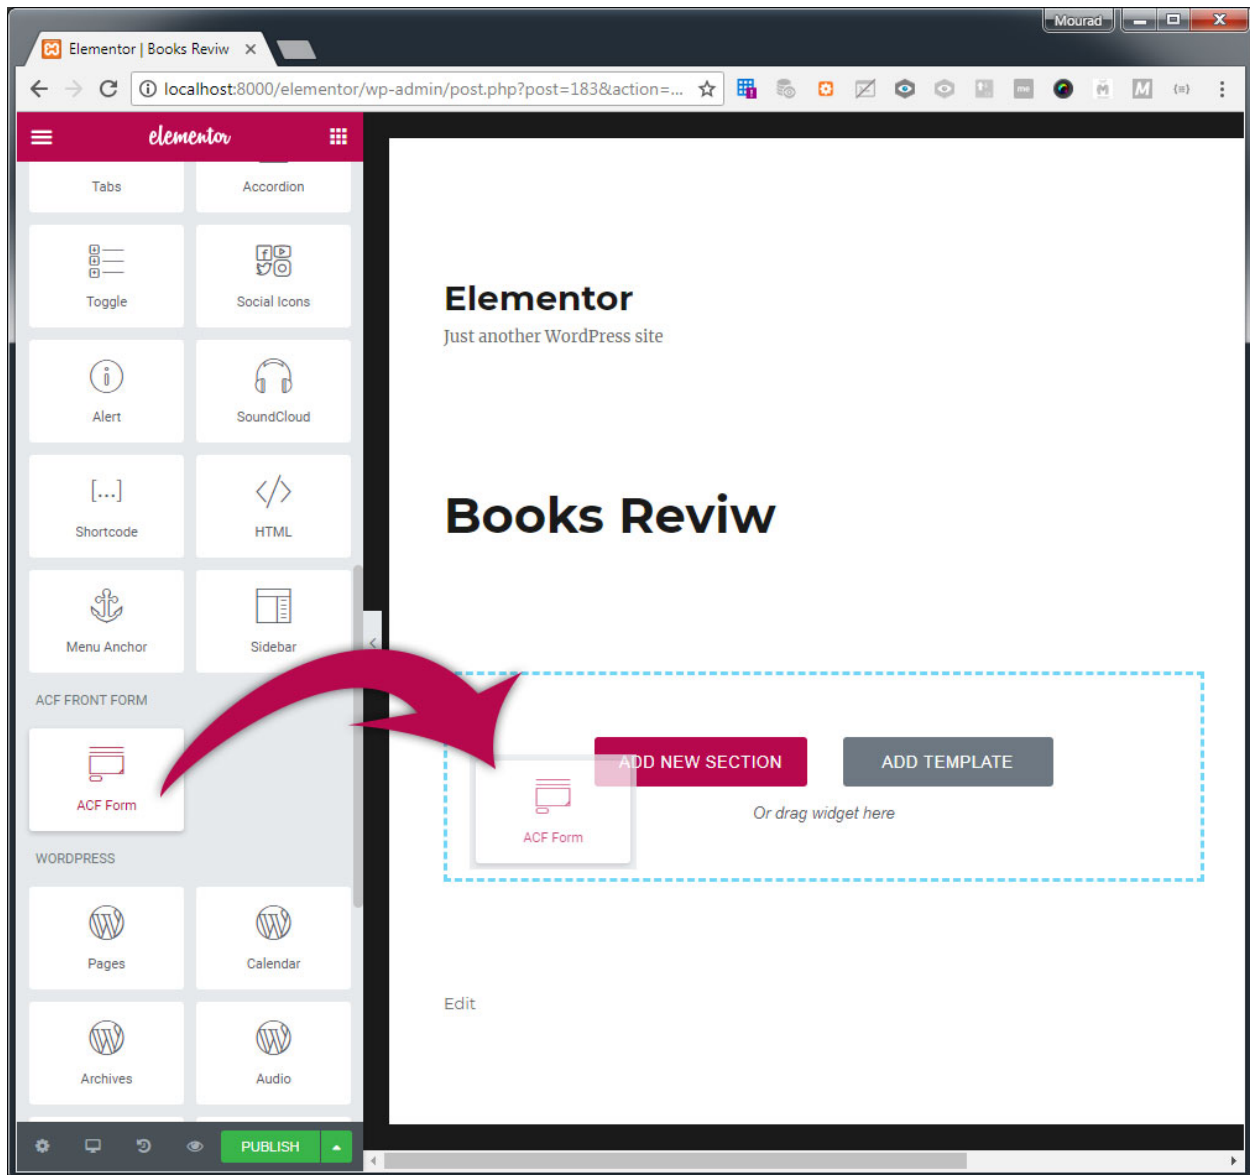 Mourad
Elementor | Books Reviw
localhost:8000/elementor/wp-admin/post.php?post=183&action=...
elementor
Tabs
Accordion
Toggle
Social Icons
Alert
SoundCloud
[...]
Shortcode
</>
HTML
Menu Anchor
Sidebar
ACF FRONT FORM
ACF Form
WORDPRESS
Pages
Calendar
Archives
Audio
PUBLISH
Elementor
Just another WordPress site
Books Reviw
ADD NEW SECTION
ADD TEMPLATE
Or drag widget here
ACF Form
Edit